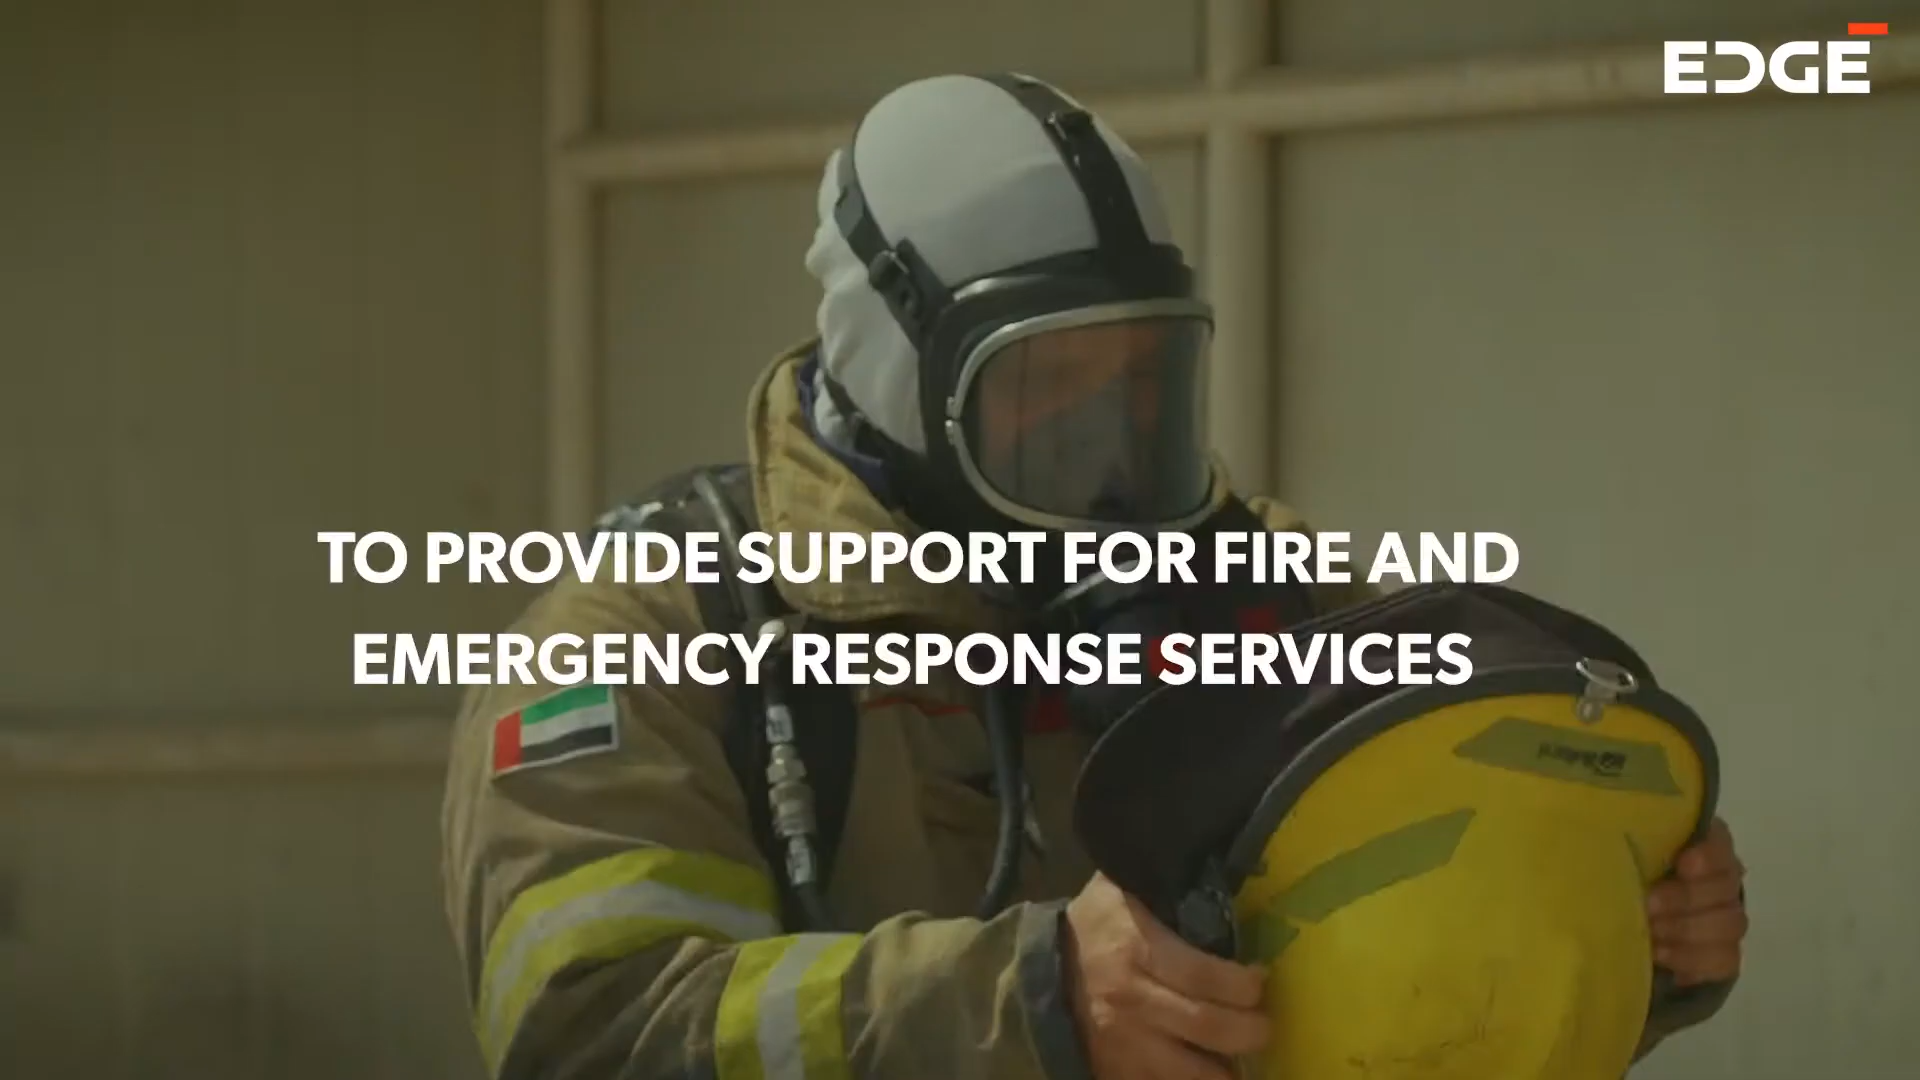 EDGE
TO PROVIDE SUPPORT FOR FIRE AND
EMERGENCY RESPONSE SERVICES